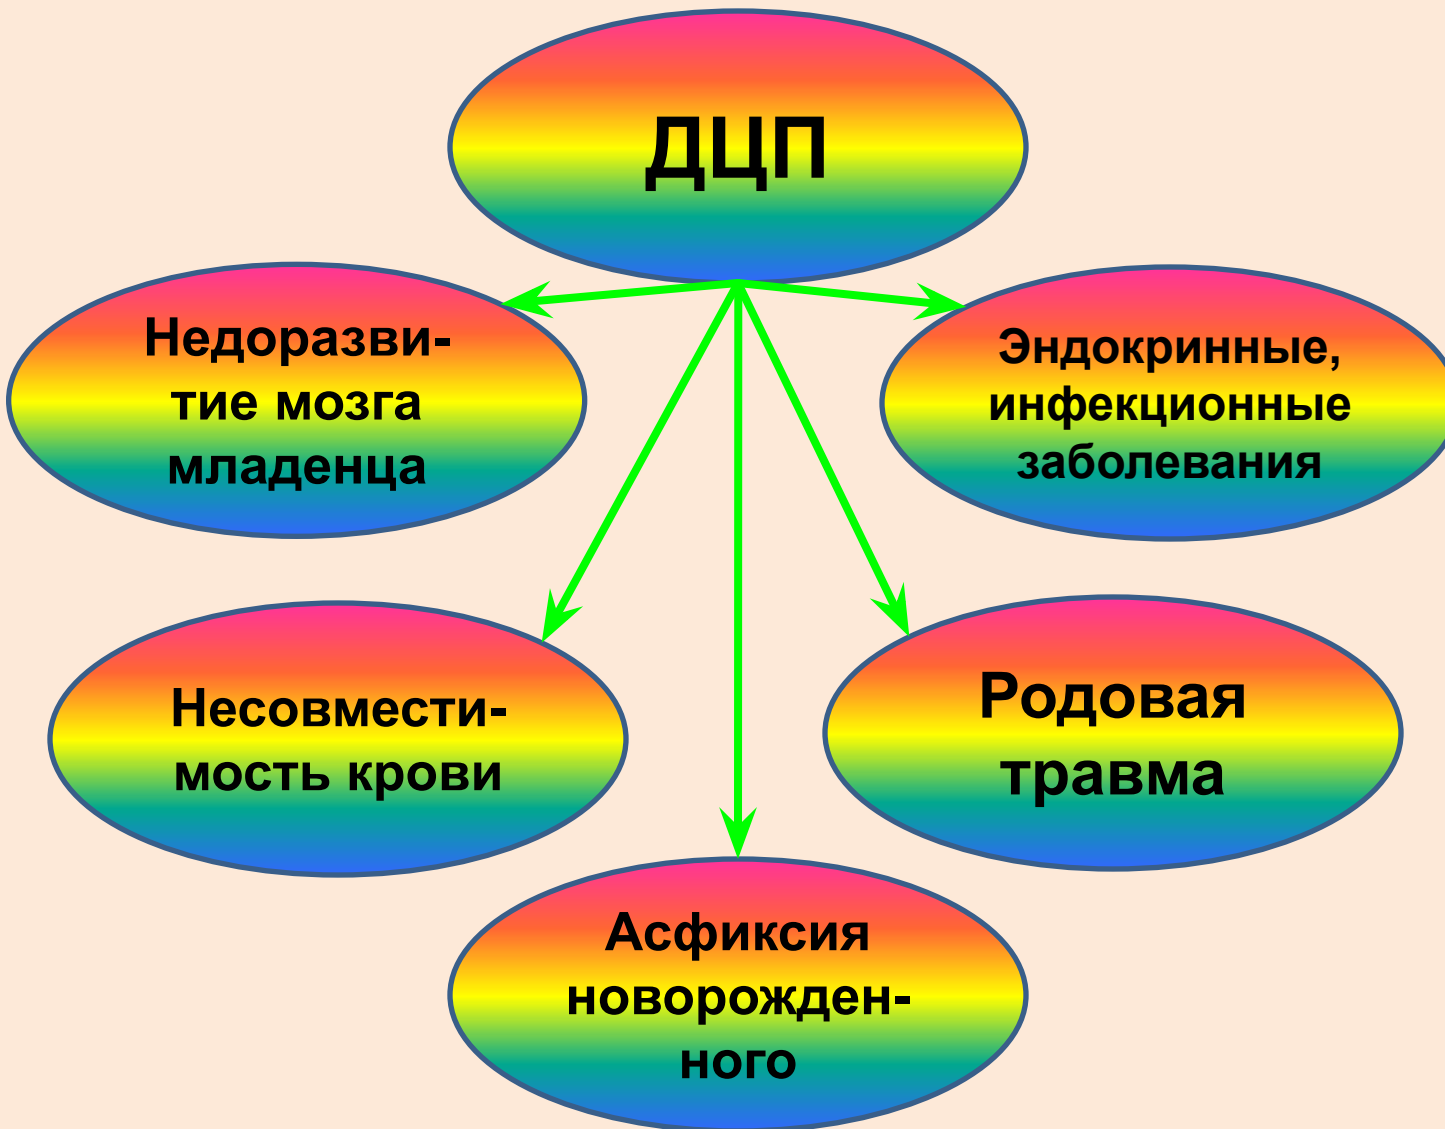 ДЦП
Недоразви-
тие мозга
младенца
Эндокринные,
инфекционные
заболевания
Несовмести-
мость крови
Родовая
травма
Асфиксия
новорожден-
ного